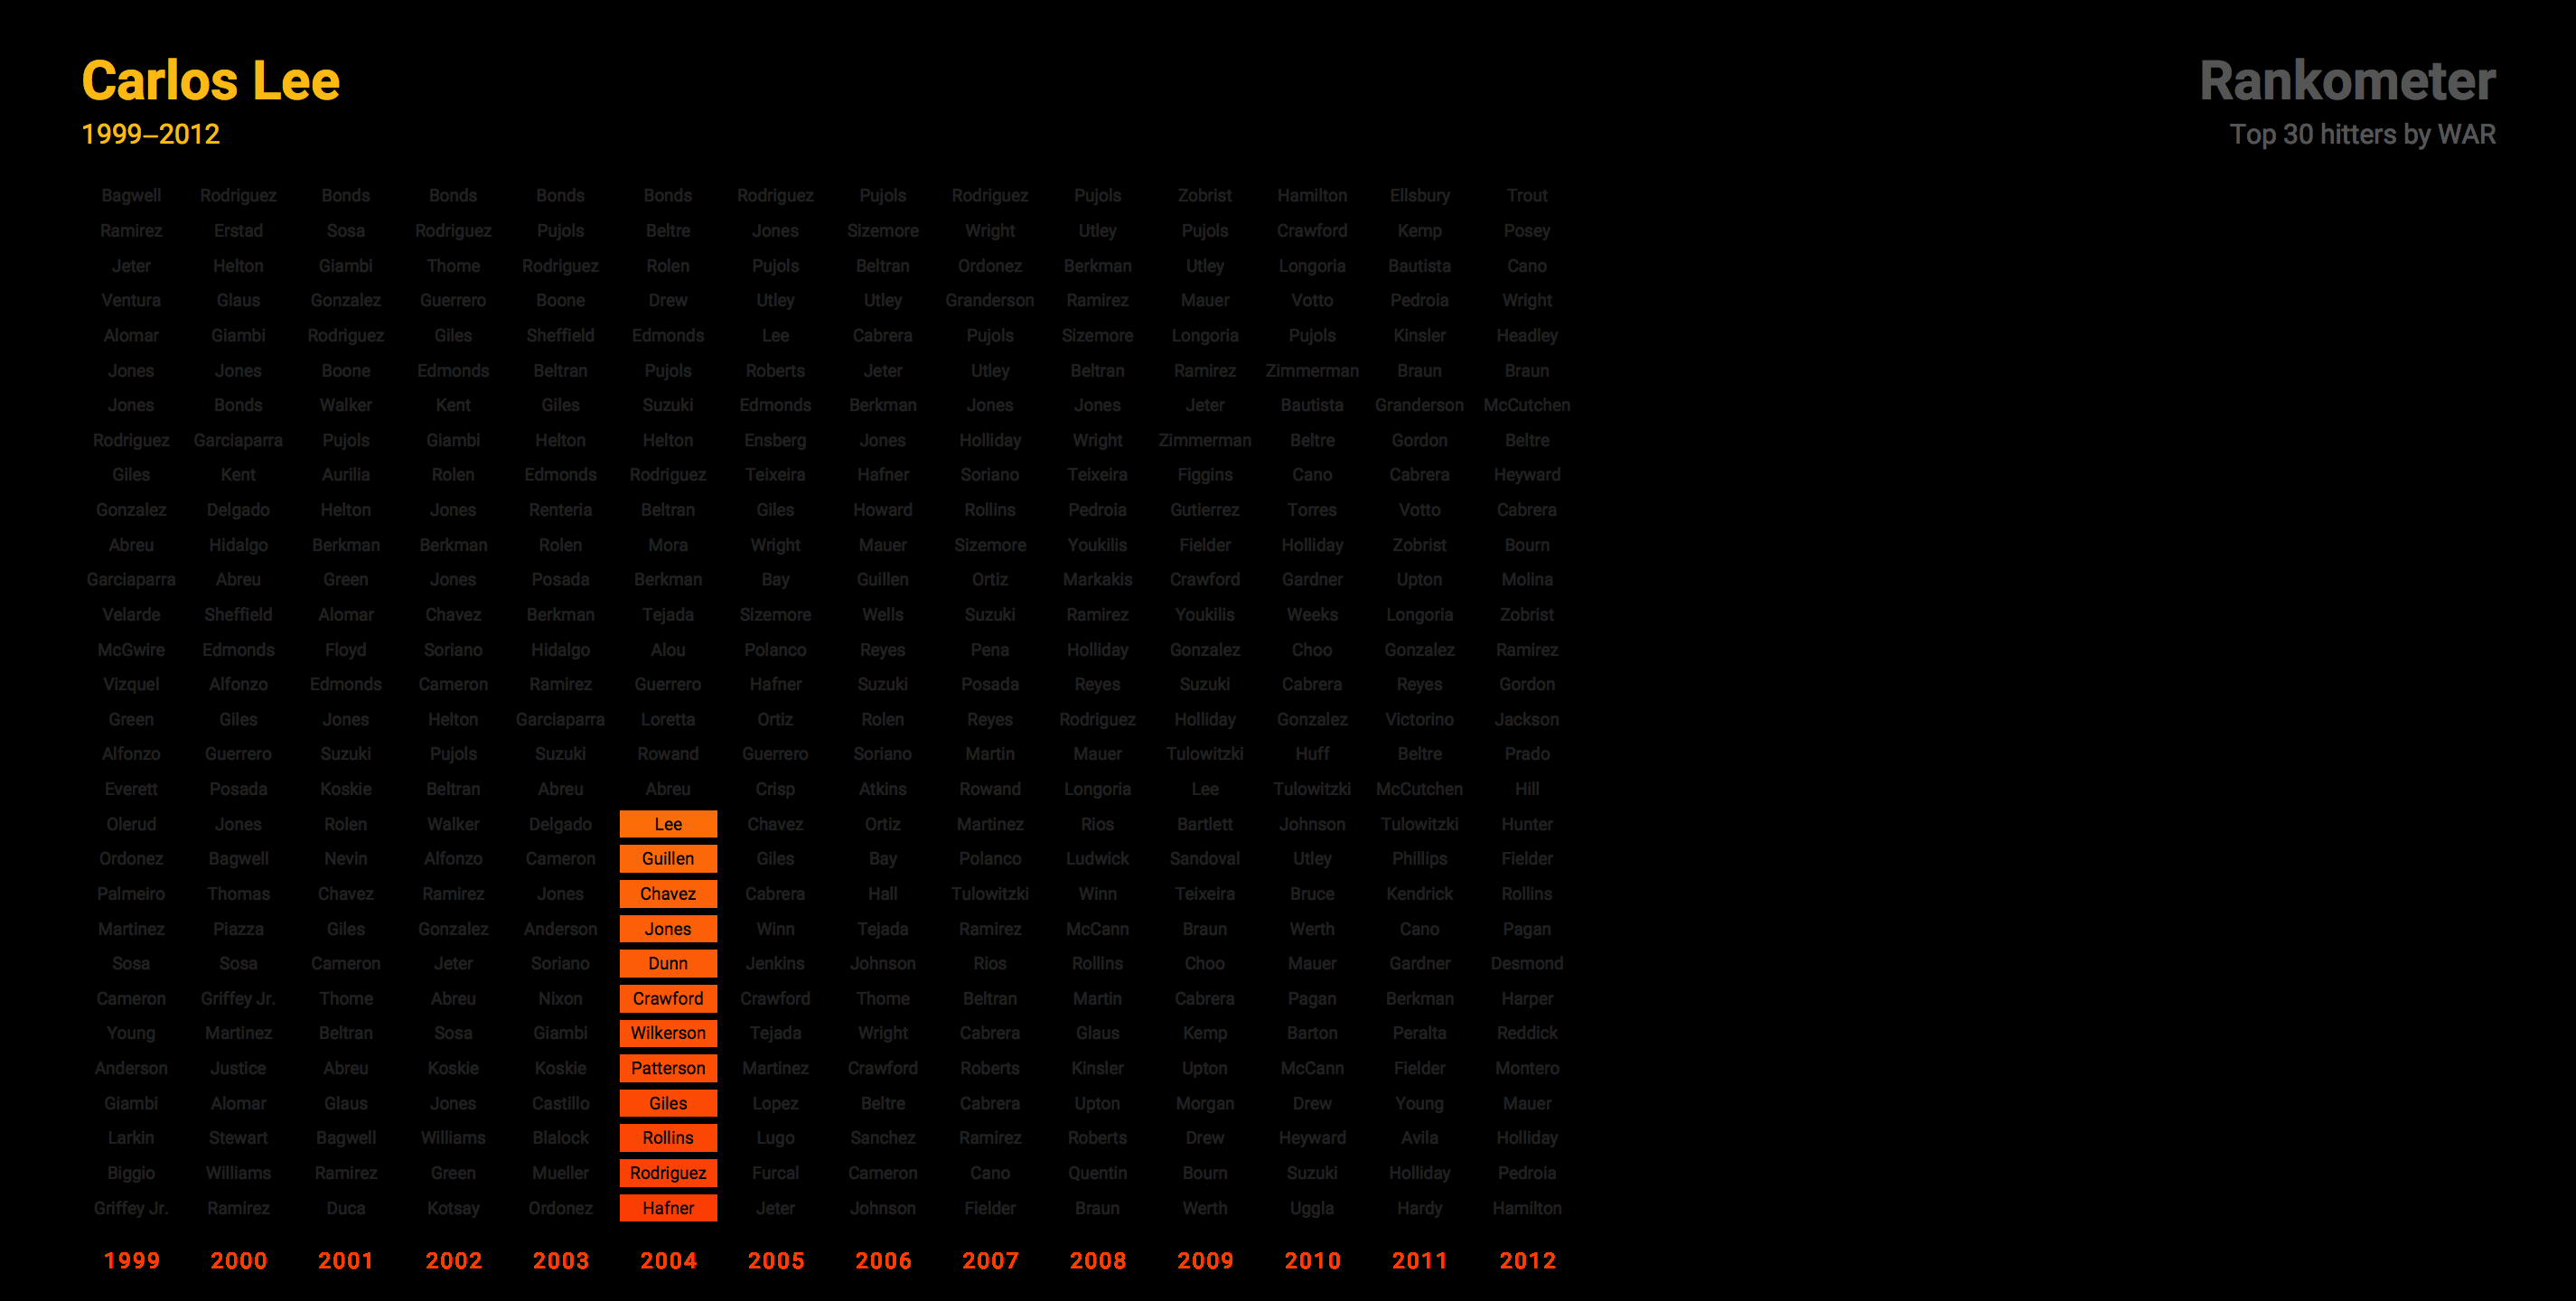 Carlos Lee
1999–2012
Rankometer
Top 30 hitters by WAR
Bagwell Rodriguez Bonds Bonds Bonds Bonds Rodriguez Pujols Rodriguez Pujols Zobrist Hamilton Ellsbury Trout
Ramirez Erstad Sosa Rodriguez Pujols Beltre Jones Sizemore Wright Utley Pujols Crawford Kemp Posey
Jeter Helton Giambi Thome Rodriguez Rolen Pujols Beltran Ordonez Berkman Utley Longoria Bautista Cano
Ventura Glaus Gonzalez Guerrero Boone Drew Utley Utley Granderson Ramirez Mauer Votto Pedroia Wright
Alomar Giambi Rodriguez Giles Sheffield Edmonds Lee Cabrera Pujols Sizemore Longoria Pujols Kinsler Headley
Jones Jones Boone Edmonds Beltran Pujols Roberts Jeter Utley Beltran Ramirez Zimmerman Braun Braun
Jones Bonds Walker Kent Giles Suzuki Edmonds Berkman Jones Jones Jeter Bautista Granderson McCutchen
Rodriguez Garciaparra Pujols Giambi Helton Helton Ensberg Jones Holliday Wright Zimmerman Beltre Gordon Beltre
Giles Kent Aurilia Rolen Edmonds Rodriguez Teixeira Hafner Soriano Teixeira Figgins Cano Cabrera Heyward
Gonzalez Delgado Helton Jones Renteria Beltran Giles Howard Rollins Pedroia Gutierrez Torres Votto Cabrera
Abreu Hidalgo Berkman Berkman Rolen Mora Wright Mauer Sizemore Youkilis Fielder Holliday Zobrist Bourn
Garciaparra Abreu Green Jones Posada Berkman Bay Guillen Ortiz Markakis Crawford Gardner Upton Molina
Velarde Sheffield Alomar Chavez Berkman Tejada Sizemore Wells Suzuki Ramirez Youkilis Weeks Longoria Zobrist
McGwire Edmonds Floyd Soriano Hidalgo Alou Polanco Reyes Pena Holliday Gonzalez Choo Gonzalez Ramirez
Vizquel Alfonzo Edmonds Cameron Ramirez Guerrero Hafner Suzuki Posada Reyes Suzuki Cabrera Reyes Gordon
Green Giles Jones Helton Garciaparra Loretta Ortiz Rolen Reyes Rodriguez Holliday Gonzalez Victorino Jackson
Alfonzo Guerrero Suzuki Pujols Suzuki Rowand Guerrero Soriano Martin Mauer Tulowitzki Huff Beltre Prado
Everett Posada Koskie Beltran Abreu Abreu Crisp Atkins Rowand Longoria Lee Tulowitzki McCutchen Hill
Olerud Jones Rolen Walker Delgado Lee Chavez Ortiz Martinez Rios Bartlett Johnson Tulowitzki Hunter
Ordonez Bagwell Nevin Alfonzo Cameron Guillen Giles Bay Polanco Ludwick Sandoval Utley Phillips Fielder
Palmeiro Thomas Chavez Ramirez Jones Chavez Cabrera Hall Tulowitzki Winn Teixeira Bruce Kendrick Rollins
Martinez Piazza Giles Gonzalez Anderson Jones Winn Tejada Ramirez McCann Braun Werth Cano Pagan
Sosa Sosa Cameron Jeter Soriano Dunn Jenkins Johnson Rios Rollins Choo Mauer Gardner Desmond
Cameron Griffey Jr. Thome Abreu Nixon Crawford Crawford Thome Beltran Martin Cabrera Pagan Berkman Harper
Young Martinez Beltran Sosa Giambi Wilkerson Tejada Wright Cabrera Glaus Kemp Barton Peralta Reddick
Anderson Justice Abreu Koskie Koskie Patterson Martinez Crawford Roberts Kinsler Upton McCann Fielder Montero
Giambi Alomar Glaus Jones Castillo Giles Lopez Beltre Cabrera Upton Morgan Drew Young Mauer
Larkin Stewart Bagwell Williams Blalock Rollins Lugo Sanchez Ramirez Roberts Drew Heyward Avila Holliday
Biggio Williams Ramirez Green Mueller Rodriguez Furcal Cameron Cano Quentin Bourn Suzuki Holliday Pedroia
Griffey Jr. Ramirez Duca Kotsay Ordonez Hafner Jeter Johnson Fielder Braun Werth Uggla Hardy Hamilton
1999 2000 2001 2002 2003 2004 2005 2006 2007 2008 2009 2010 2011 2012